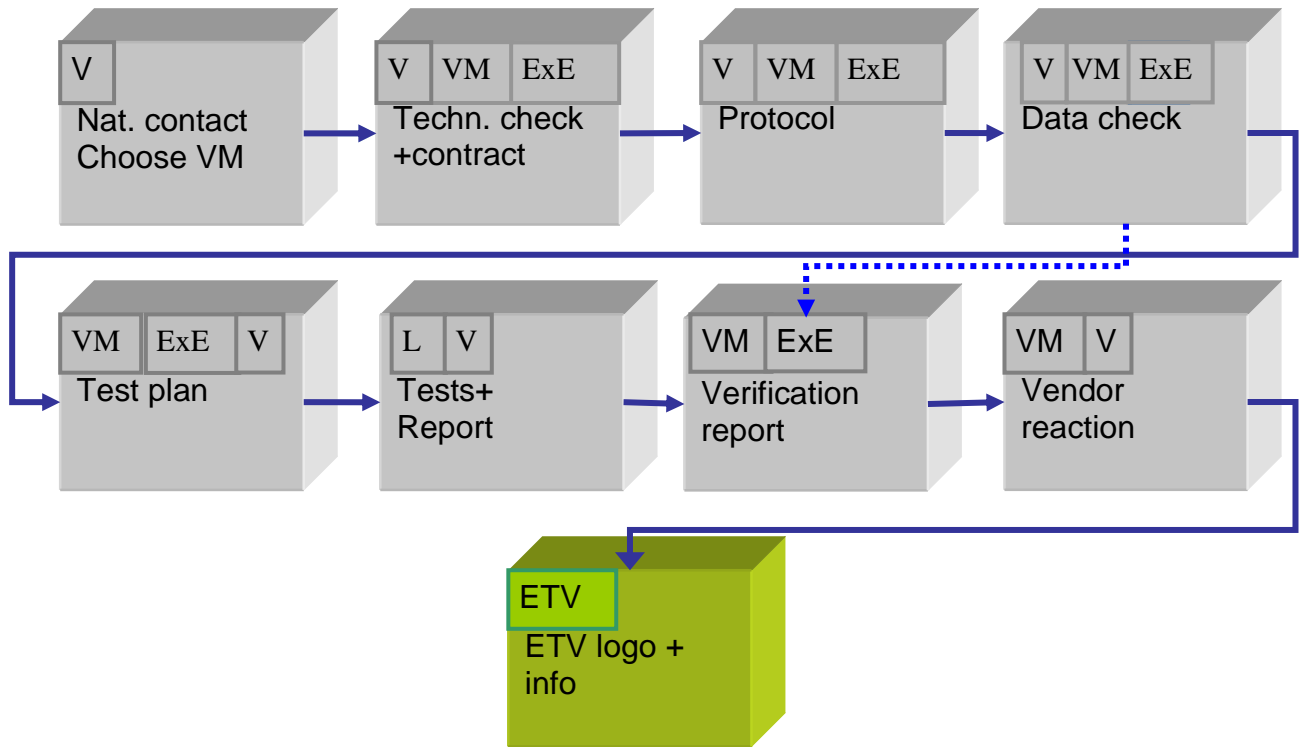 V
Nat. contact
Choose VM
V VM ExE
Techn. check
+contract
V VM ExE
Protocol
V VM ExE
Data check
VM ExE V
Test plan
L V
Tests+
Report
VM ExE
Verification
report
VM V
Vendor
reaction
ETV
ETV logo +
info